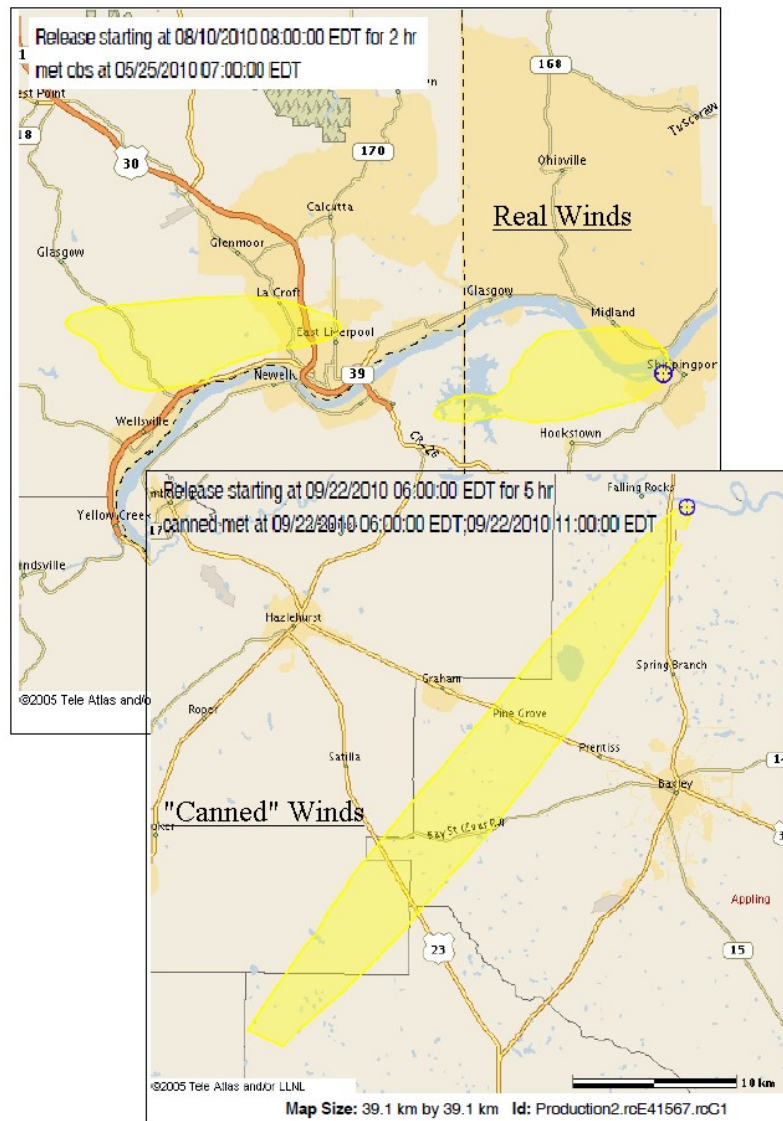 Release starting at 08/10/2010 08:00:00 EDT for 2 hr
met obs at 05/25/2010 07:00:00 EDT
168
Tuscaraw
est Point
18
30
170
Ohioville
Calcutta
Real Winds
Glenmoor
Glasgow
La Croft
Glasgow
Midland
East Liverpool
Shippingpor
Newell
39
Wellsville
Hookstown
Yellow Creek
ndsville
©2005 Tele Atlas and/o
Release starting at 09/22/2010 06:00:00 EDT for 5 hr
Falling Rocks
canned-met at 09/22/2010 06:00:00 EDT;09/22/2010 11:00:00 EDT
17
Hazlehurst
Spring Branch
Graham
Roper
Pine Grove
Satilla
Prentiss
14
Baxley
"Canned" Winds
oker
Appling
23
15
©2005 Tele Atlas and/or LLNL
10 km
Map Size: 39.1 km by 39.1 km Id: Production2.rcE41567.rcC1